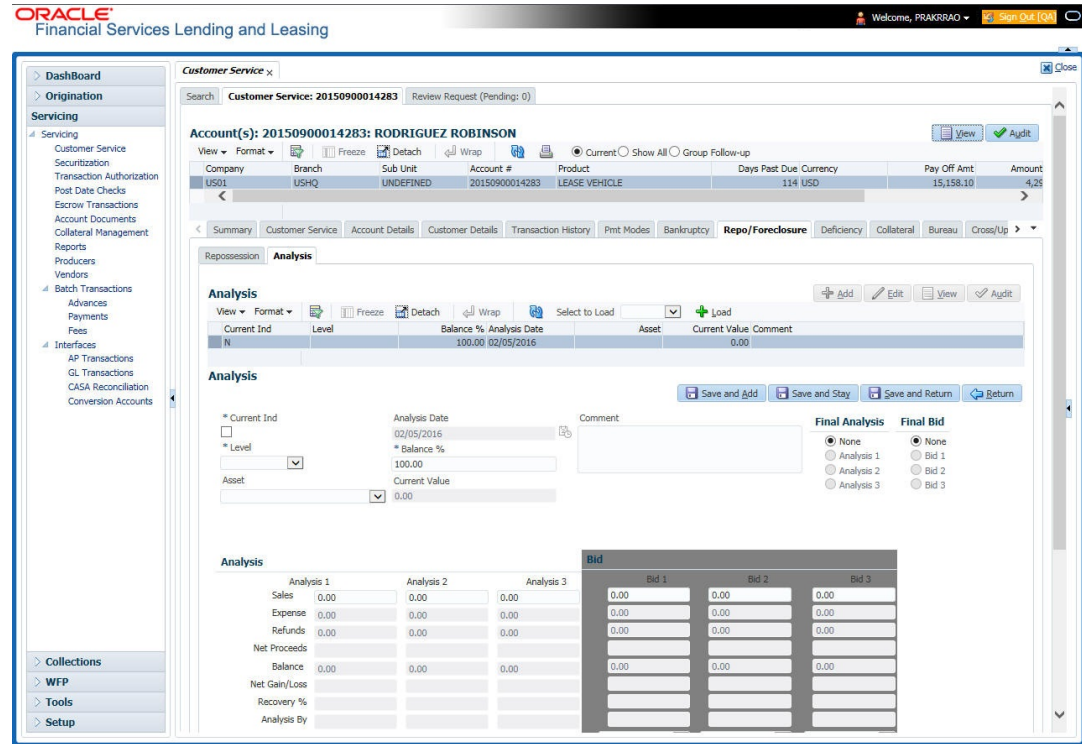 ORACLE
Financial Services Lending and Leasing
Welcome, PRAKRRAO
Sign Out [QA]
Close
DashBoard
Origination
Servicing
Servicing
Customer Service
Securitization
Transaction Authorization
Post Date Checks
Escrow Transactions
Account Documents
Collateral Management
Reports
Producers
Vendors
Batch Transactions
Advances
Payments
Fees
Interfaces
AP Transactions
GL Transactions
CASA Reconciliation
Conversion Accounts
Collections
WFP
Tools
Setup
Customer Service x
Search Customer Service: 20150900014283 Review Request (Pending: 0)
Account(s): 20150900014283: RODRIGUEZ ROBINSON
View Audit
View Format Freeze Detach Wrap Current Show All Group Follow-up
Company Branch Sub Unit Account # Product Days Past Due Currency Pay Off Amt Amount
US01 USHQ UNDEFINED 20150900014283 LEASE VEHICLE 114 USD 15,158.10 4,29
Summary Customer Service Account Details Customer Details Transaction History Pmt Modes Bankruptcy Repo/Foreclosure Deficiency Collateral Bureau Cross/Up
Repossession Analysis
Analysis
Add Edit View Audit
View Format Freeze Detach Wrap Select to Load Load
Current Ind Level Balance % Analysis Date Asset Current Value Comment
N 100.00 02/05/2016 0.00
Analysis
Save and Add Save and Stay Save and Return Return
* Current Ind
* Level
Asset
Analysis Date
02/05/2016
* Balance %
100.00
Current Value
0.00
Comment
Final Analysis
None
Analysis 1
Analysis 2
Analysis 3
Final Bid
None
Bid 1
Bid 2
Bid 3
Analysis
Bid
Analysis 1 Analysis 2 Analysis 3 Bid 1 Bid 2 Bid 3
Sales 0.00 0.00 0.00 0.00 0.00 0.00
Expense 0.00 0.00 0.00 0.00 0.00 0.00
Refunds 0.00 0.00 0.00 0.00 0.00 0.00
Net Proceeds
Balance 0.00 0.00 0.00 0.00 0.00 0.00
Net Gain/Loss
Recovery %
Analysis By